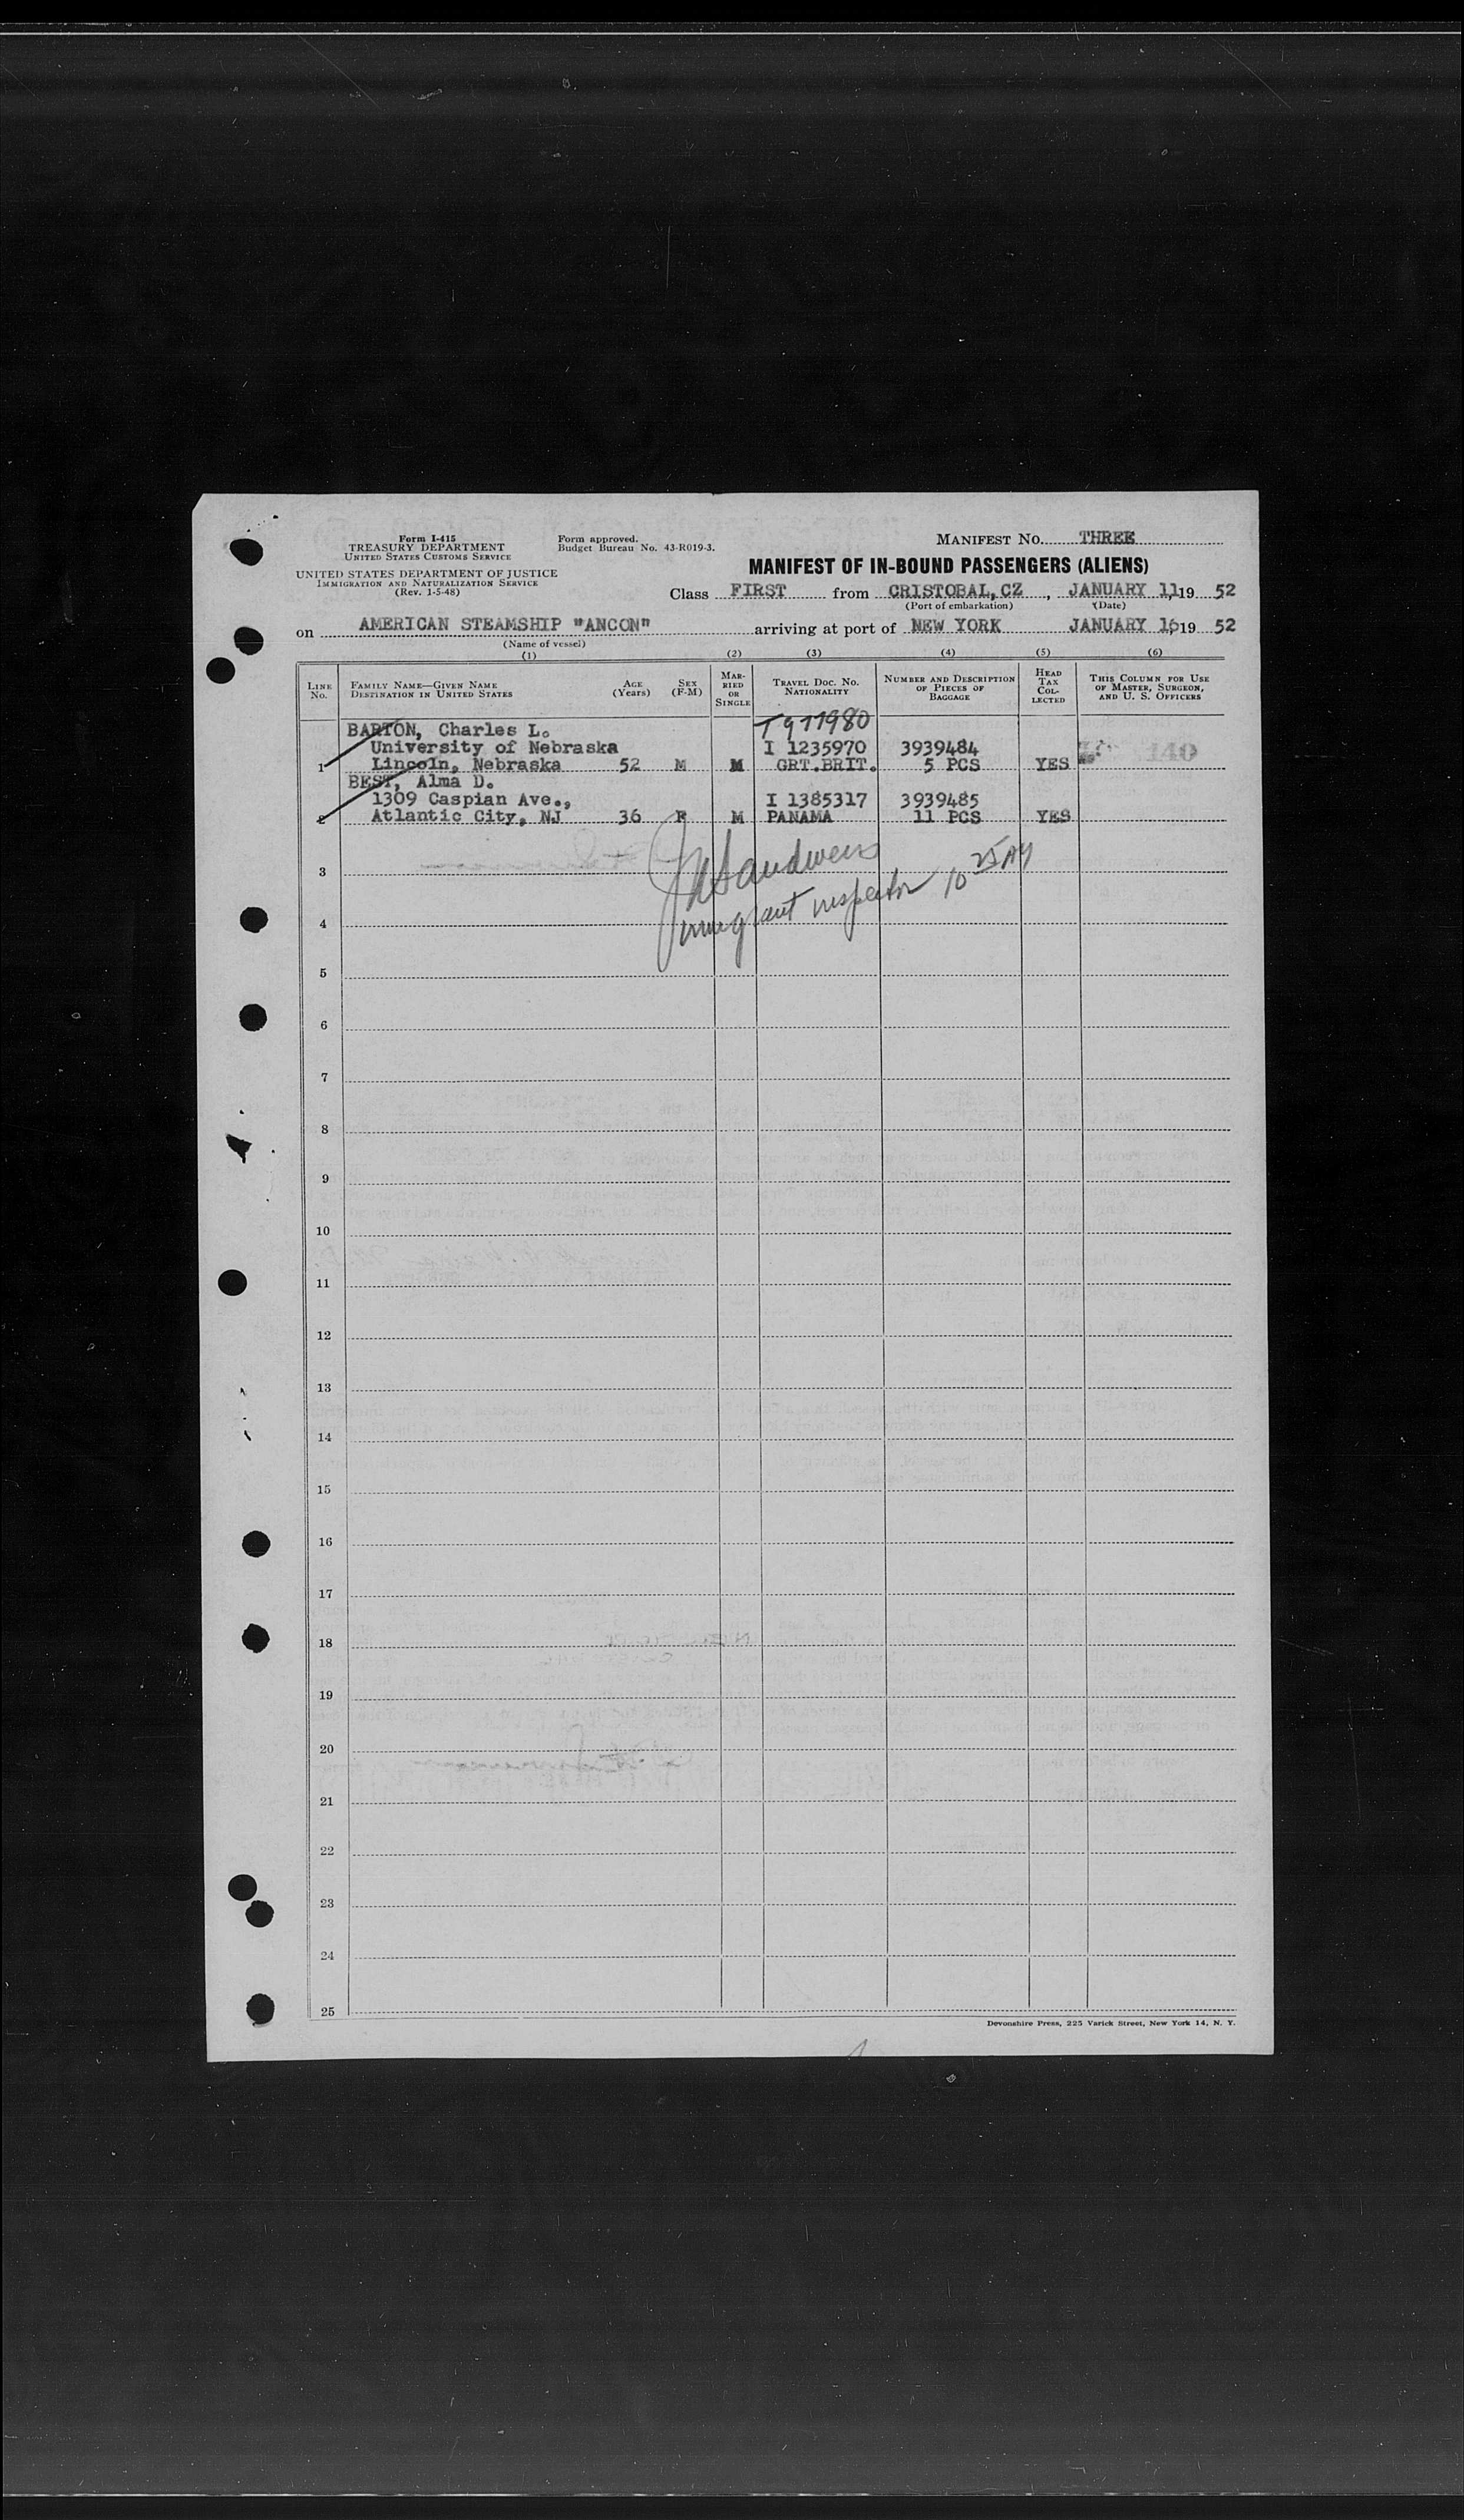 Form I-415
TREASURY DEPARTMENT
UNITED STATES CUSTOMS SERVICE
UNITED STATES DEPARTMENT OF JUSTICE
IMMIGRATION AND NATURALIZATION SERVICE
(Rev. 1-5-48)
Form approved.
Budget Bureau No. 43-R019-3.
MANIFEST NO. THREE
MANIFEST OF IN-BOUND PASSENGERS (ALIENS)
Class FIRST from CRISTOBAL, CZ, JANUARY 11, 19 52
(Port of embarkation) (Date)
on AMERICAN STEAMSHIP "ANCON" arriving at port of NEW YORK JANUARY 19 52
(Name of vessel)
(1) (2) (3) (4) (5) (6)
LINE NO. FAMILY NAME—GIVEN NAME DESTINATION IN UNITED STATES AGE (Years) SEX (F-M) MARRIED OR SINGLE TRAVEL DOC. NO. NATIONALITY NUMBER AND DESCRIPTION OF PIECES OF BAGGAGE HEAD TAX COLLECTED THIS COLUMN FOR USE OF MASTER, SURGEON, AND U. S. OFFICERS
T 977980
BARTON, Charles L.
University of Nebraska I 1235970 3939484
1 Lincoln, Nebraska 52 M M GRT.BRIT. 5 PCS YES
BEST, Alma D.
1309 Caspian Ave., I 1385317 3939485
2 Atlantic City, NJ 36 F M PANAMA 11 PCS YES
3
Immigrant inspector 10 25 AM
4
5
6
7
8
9
10
11
12
13
14
15
16
17
18
19
20
21
22
23
24
25
Devonshire Press, 225 Varick Street, New York 14, N. Y.